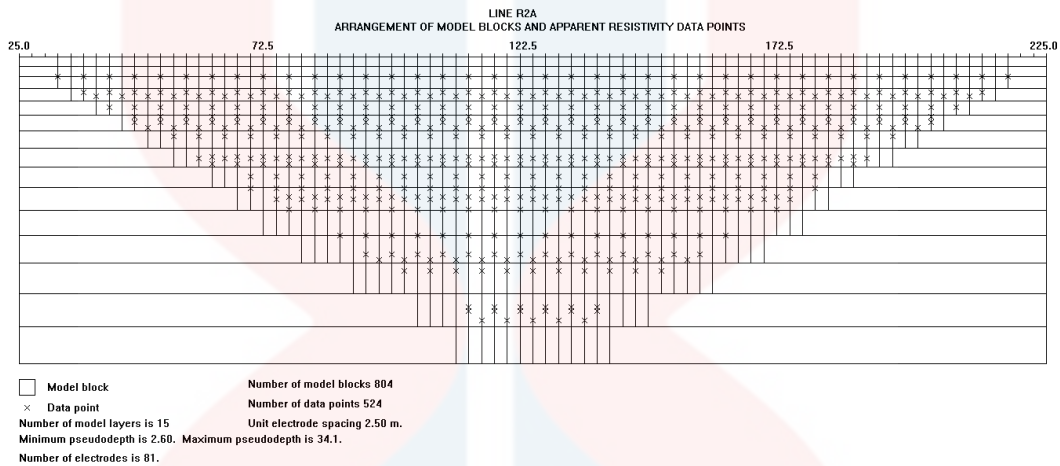 LINE R2A
ARRANGEMENT OF MODEL BLOCKS AND APPARENT RESISTIVITY DATA POINTS
25.0 72.5 122.5 172.5 225.0
Model block
Number of model blocks 804
× Data point
Number of data points 524
Number of model layers is 15
Unit electrode spacing 2.50 m.
Minimum pseudodepth is 2.60. Maximum pseudodepth is 34.1.
Number of electrodes is 81.